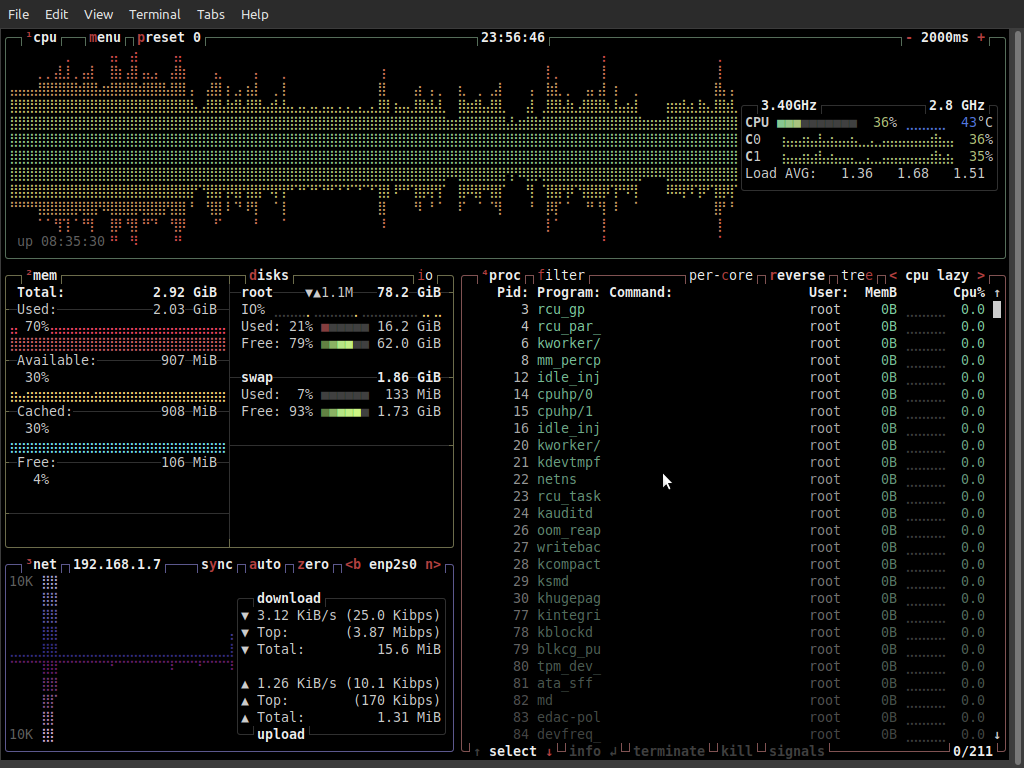 File Edit View Terminal Tabs Help
¹cpu menu preset 0 23:56:46 - 2000ms +
3.40GHz 2.8 GHz
CPU 36% 43°C
C0 36%
C1 35%
Load AVG: 1.36 1.68 1.51
up 08:35:30
²mem disks io
Total: 2.92 GiB
Used: 2.03 GiB
70%
Available: 907 MiB
30%
Cached: 908 MiB
30%
Free: 106 MiB
4%
root ▼▲1.1M 78.2 GiB
IO%
Used: 21% 16.2 GiB
Free: 79% 62.0 GiB
swap 1.86 GiB
Used: 7% 133 MiB
Free: 93% 1.73 GiB
³net 192.168.1.7 sync auto zero <b enp2s0 n>
10K
download
▼ 3.12 KiB/s (25.0 Kibps)
▼ Top: (3.87 Mibps)
▼ Total: 15.6 MiB
▲ 1.26 KiB/s (10.1 Kibps)
▲ Top: (170 Kibps)
▲ Total: 1.31 MiB
upload
10K
⁴proc filter per-core reverse tree < cpu lazy >
Pid: Program: Command: User: MemB Cpu% ↑
3 rcu_gp root 0B 0.0
4 rcu_par_ root 0B 0.0
6 kworker/ root 0B 0.0
8 mm_percp root 0B 0.0
12 idle_inj root 0B 0.0
14 cpuhp/0 root 0B 0.0
15 cpuhp/1 root 0B 0.0
16 idle_inj root 0B 0.0
20 kworker/ root 0B 0.0
21 kdevtmpf root 0B 0.0
22 netns root 0B 0.0
23 rcu_task root 0B 0.0
24 kauditd root 0B 0.0
26 oom_reap root 0B 0.0
27 writebac root 0B 0.0
28 kcompact root 0B 0.0
29 ksmd root 0B 0.0
30 khugepag root 0B 0.0
77 kintegri root 0B 0.0
78 kblockd root 0B 0.0
79 blkcg_pu root 0B 0.0
80 tpm_dev_ root 0B 0.0
81 ata_sff root 0B 0.0
82 md root 0B 0.0
83 edac-pol root 0B 0.0
84 devfreq_ root 0B 0.0 ↓
↑ select ↓ info ↲ terminate kill signals 0/211